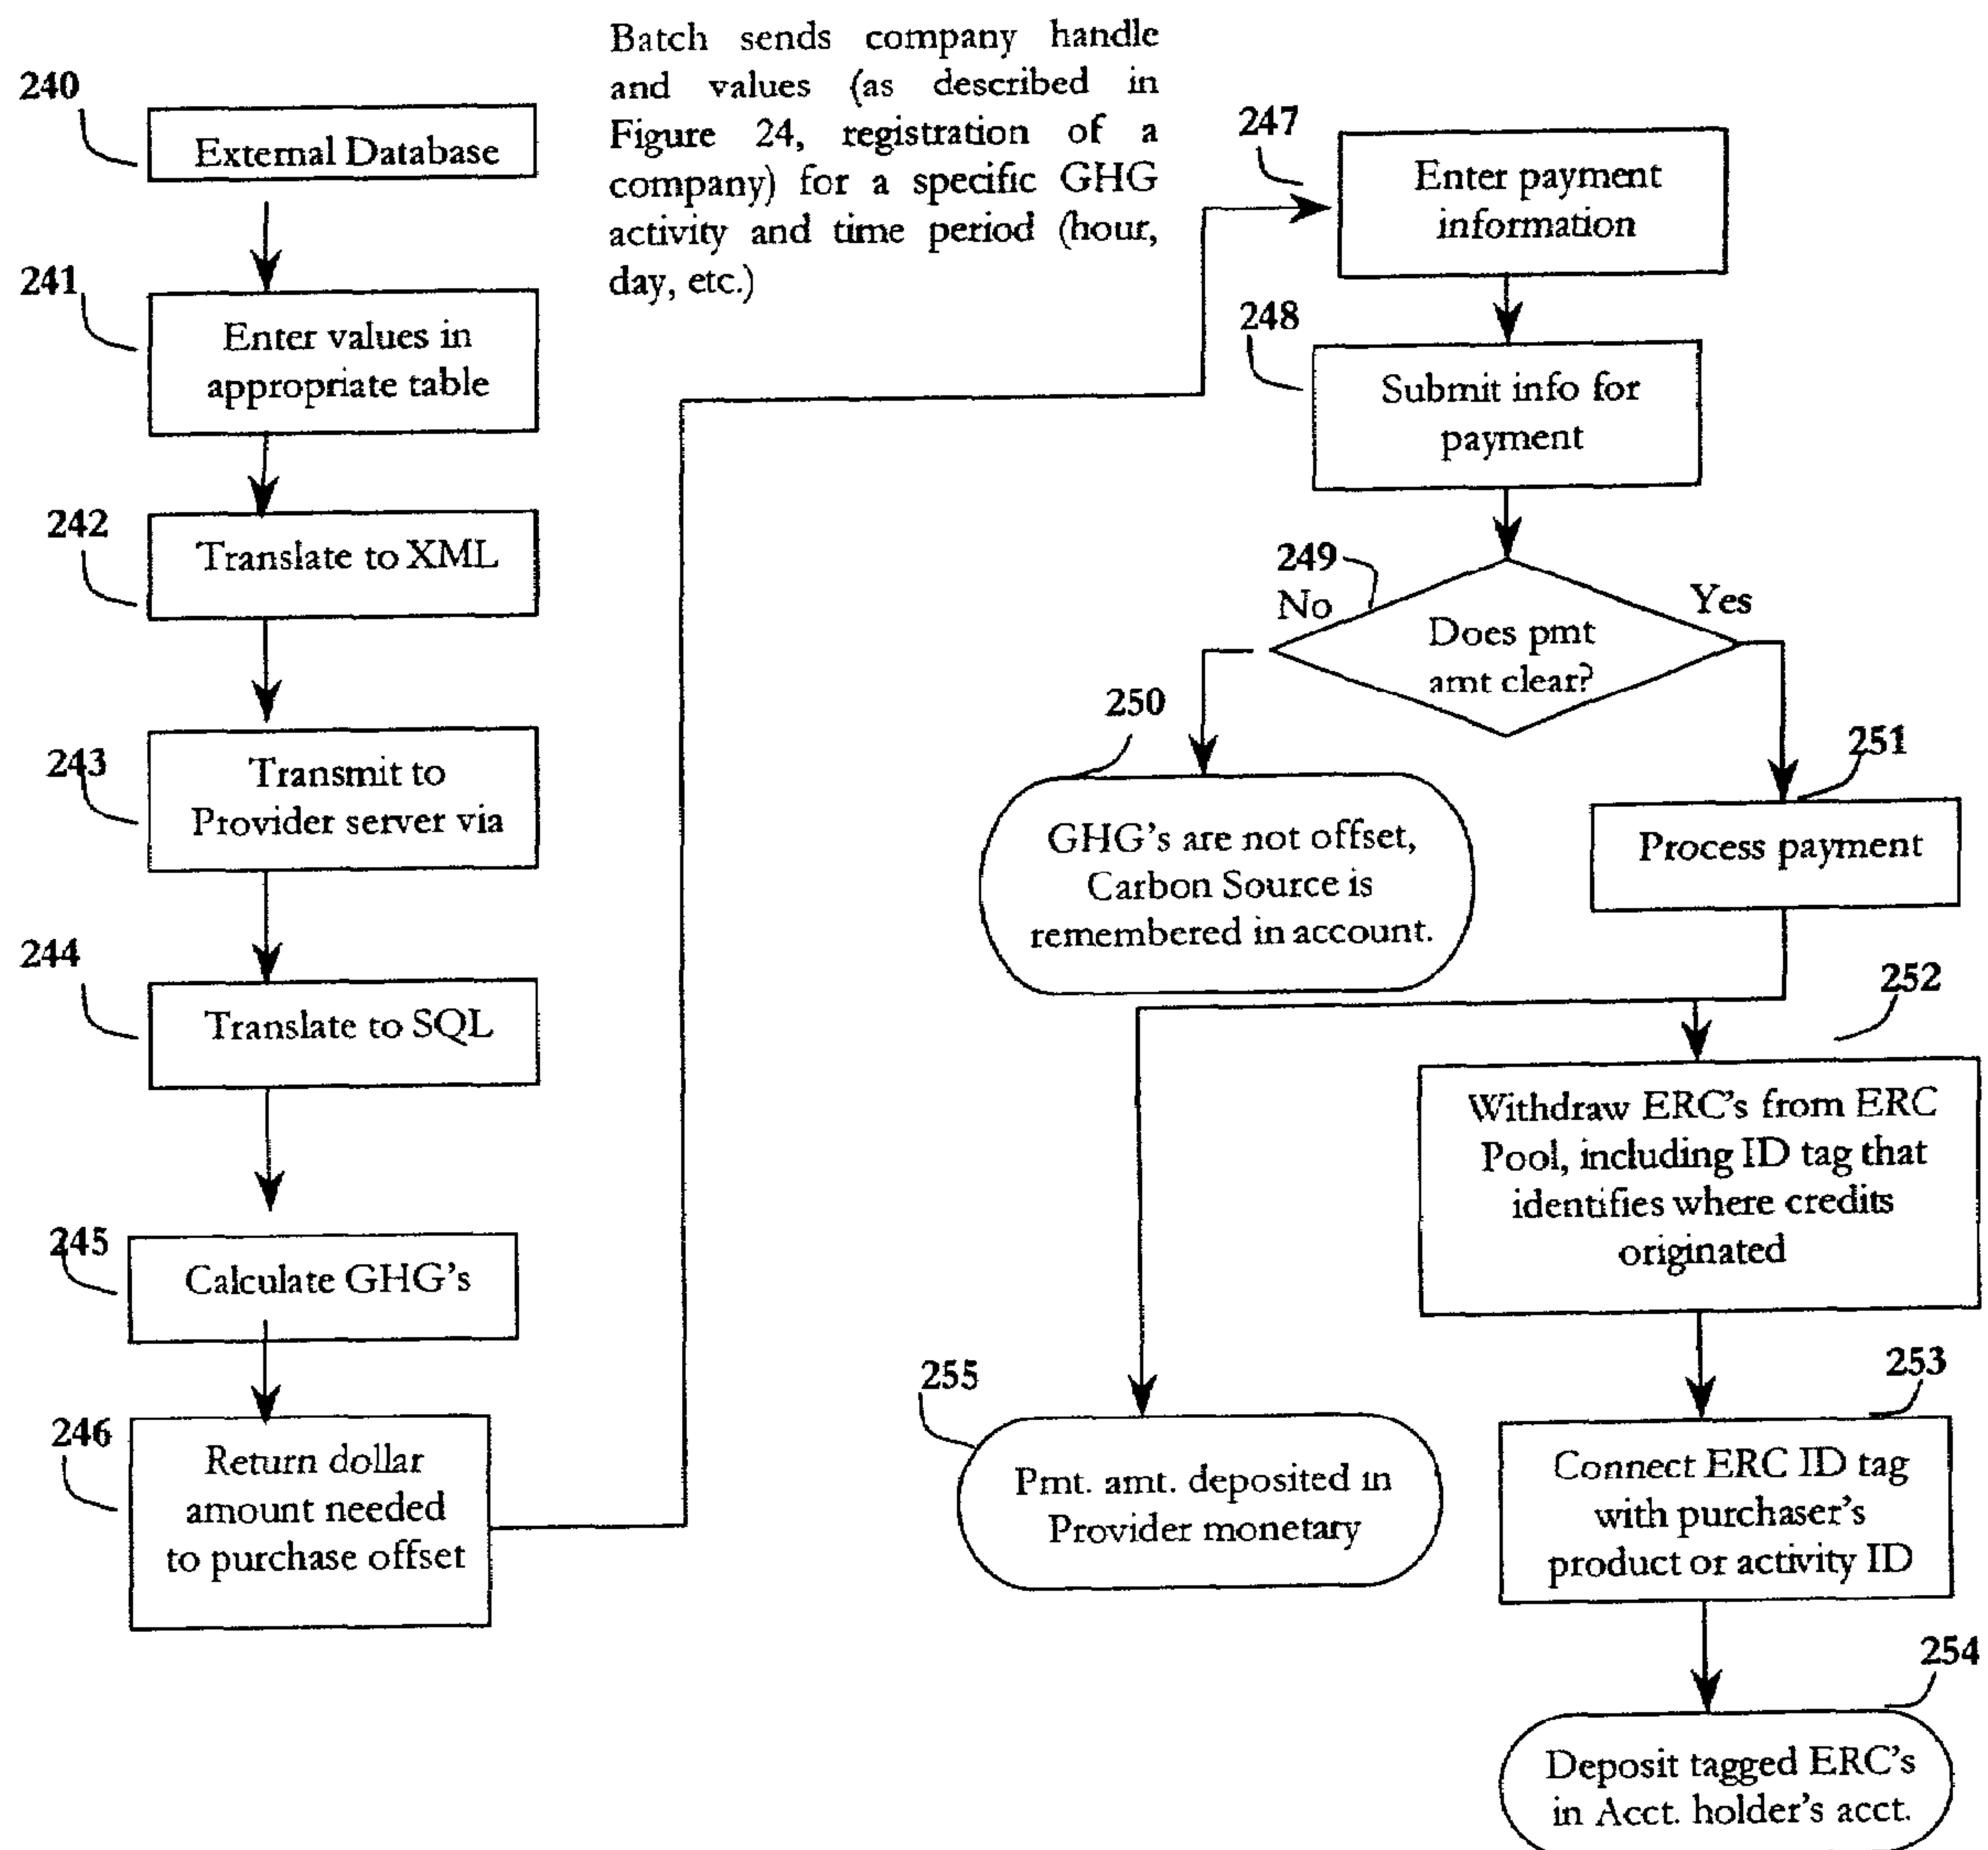 Batch sends company handle
and values (as described in
Figure 24, registration of a
company) for a specific GHG
activity and time period (hour,
day, etc.)
240
External Database
241
Enter values in
appropriate table
242
Translate to XML
243
Transmit to
Provider server via
244
Translate to SQL
245
Calculate GHG's
246
Return dollar
amount needed
to purchase offset
247
Enter payment
information
248
Submit info for
payment
249
No
Yes
Does pmt
amt clear?
250
GHG's are not offset,
Carbon Source is
remembered in account.
251
Process payment
252
Withdraw ERC's from ERC
Pool, including ID tag that
identifies where credits
originated
253
Connect ERC ID tag
with purchaser's
product or activity ID
254
Deposit tagged ERC's
in Acct. holder's acct.
255
Pmt. amt. deposited in
Provider monetary